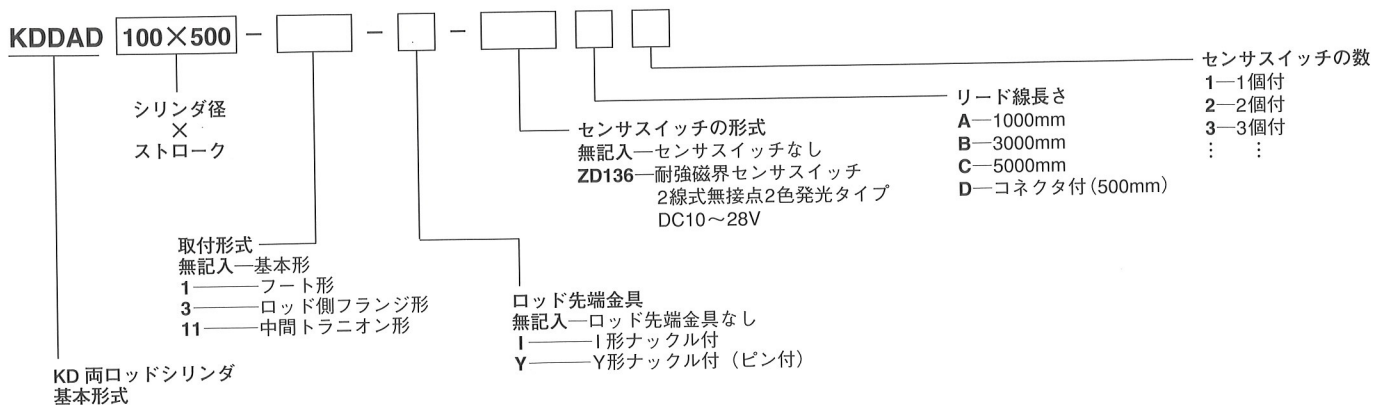 KDDAD 100×500 - - -
シリンダ径
×
ストローク
センサスイッチの数
1―1個付
2―2個付
3―3個付
⋮ ⋮
リード線長さ
A―1000mm
B―3000mm
C―5000mm
D―コネクタ付(500mm)
センサスイッチの形式
無記入―センサスイッチなし
ZD136―耐強磁界センサスイッチ
2線式無接点2色発光タイプ
DC10～28V
取付形式
無記入―基本形
1―フート形
3―ロッド側フランジ形
11―中間トラニオン形
ロッド先端金具
無記入―ロッド先端金具なし
I―I形ナックル付
Y―Y形ナックル付（ピン付）
KD 両ロッドシリンダ
基本形式